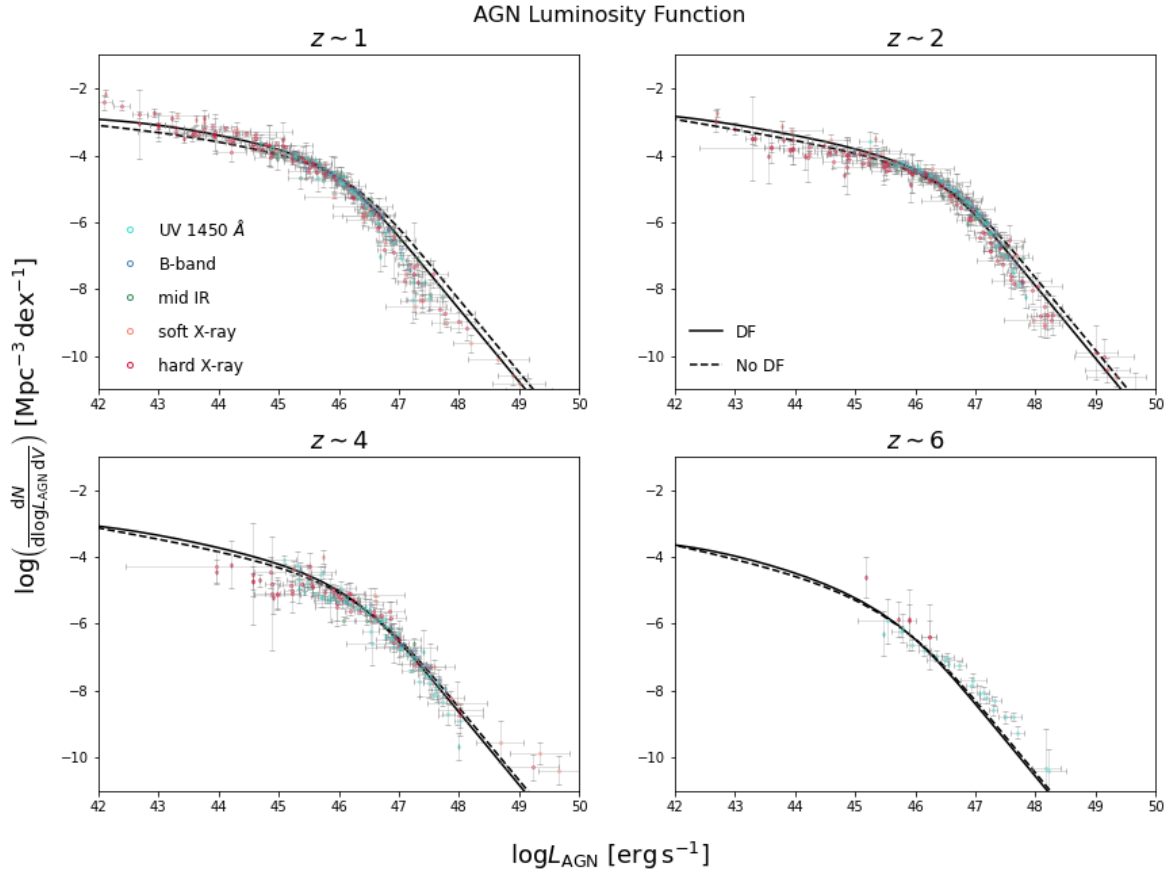 AGN Luminosity Function
z ~ 1
z ~ 2
−2
−4
−6
−8
−10
UV 1450 Å
B-band
mid IR
soft X-ray
hard X-ray
42 43 44 45 46 47 48 49 50
−2
−4
−6
−8
−10
DF
No DF
42 43 44 45 46 47 48 49 50
z ~ 4
z ~ 6
−2
−4
−6
−8
−10
42 43 44 45 46 47 48 49 50
−2
−4
−6
−8
−10
42 43 44 45 46 47 48 49 50
log(dN/dlogL_AGN dV) [Mpc⁻³ dex⁻¹]
logL_AGN [erg s⁻¹]